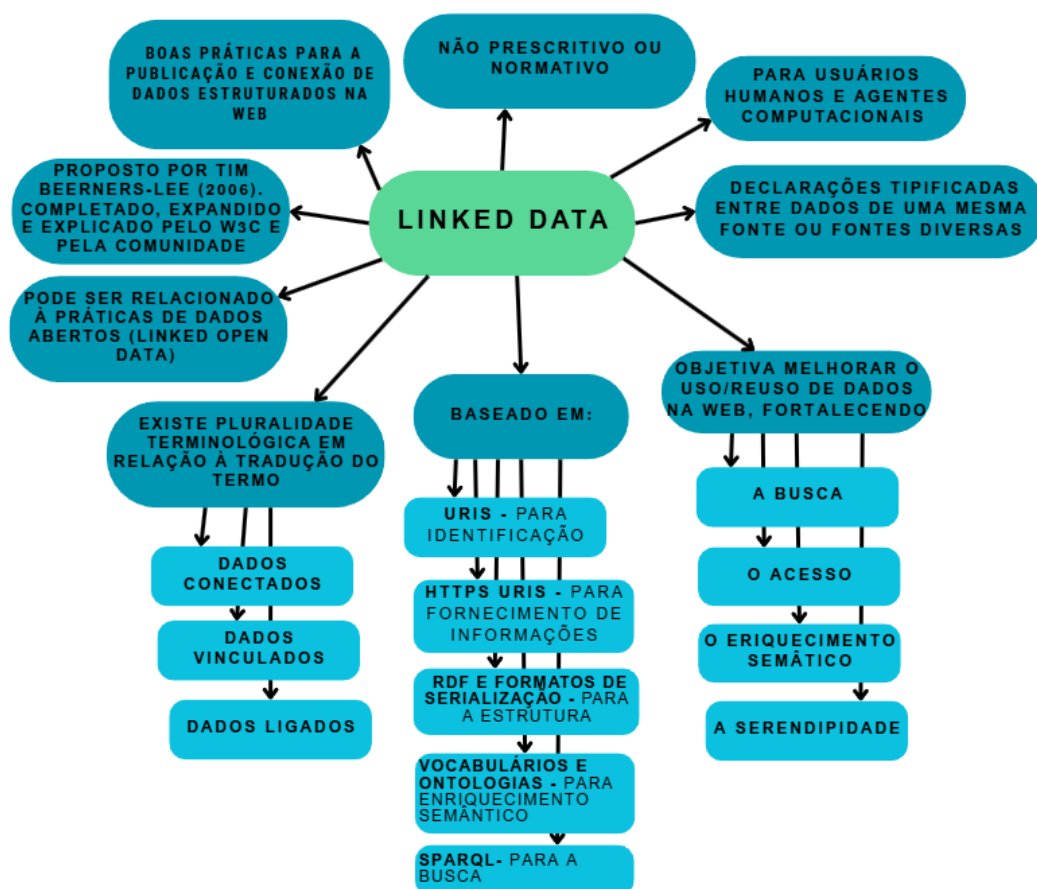 BOAS PRÁTICAS PARA A
PUBLICAÇÃO E CONEXÃO DE
DADOS ESTRUTURADOS NA
WEB
NÃO PRESCRITIVO OU
NORMATIVO
PARA USUÁRIOS
HUMANOS E AGENTES
COMPUTACIONAIS
PROPOSTO POR TIM
BEERNERS-LEE (2006).
COMPLETADO, EXPANDIDO
E EXPLICADO PELO W3C E
PELA COMUNIDADE
LINKED DATA
DECLARAÇÕES TIPIFICADAS
ENTRE DADOS DE UMA MESMA
FONTE OU FONTES DIVERSAS
PODE SER RELACIONADO
À PRÁTICAS DE DADOS
ABERTOS (LINKED OPEN
DATA)
EXISTE PLURALIDADE
TERMINOLÓGICA EM
RELAÇÃO À TRADUÇÃO DO
TERMO
DADOS
CONECTADOS
DADOS
VINCULADOS
DADOS LIGADOS
BASEADO EM:
URIS - PARA
IDENTIFICAÇÃO
HTTPS URIS - PARA
FORNECIMENTO DE
INFORMAÇÕES
RDF E FORMATOS DE
SERIALIZAÇÃO - PARA
A ESTRUTURA
VOCABULÁRIOS E
ONTOLOGIAS - PARA
ENRIQUECIMENTO
SEMÂNTICO
SPARQL- PARA A
BUSCA
OBJETIVA MELHORAR O
USO/REUSO DE DADOS
NA WEB, FORTALECENDO
A BUSCA
O ACESSO
O ERIQUECIMENTO
SEMÂTICO
A SERENDIPIDADE